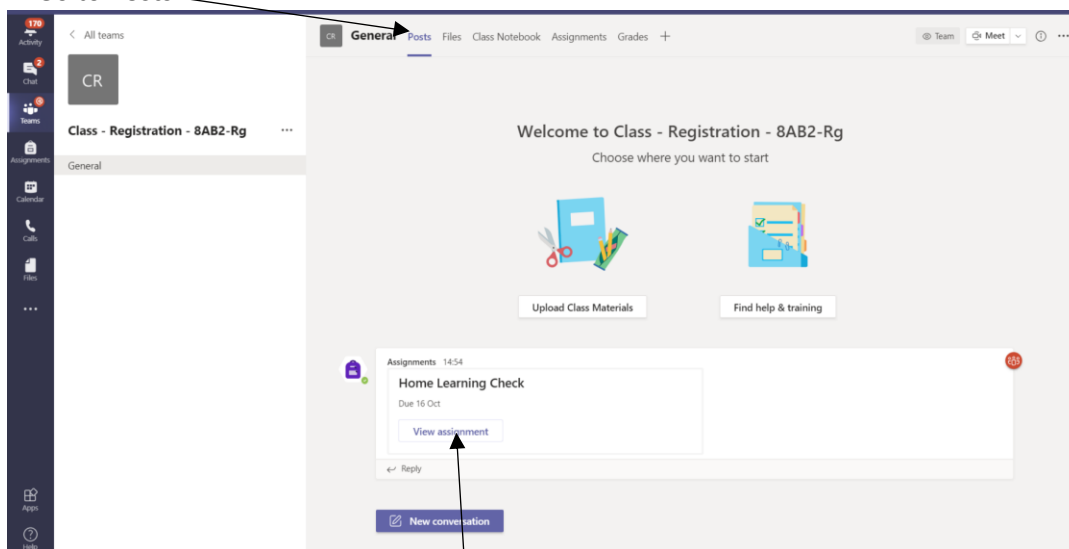 170
Activity
2
Chat
Teams
Assignments
Calendar
Calls
Files
Apps
Help
All teams
CR
Class - Registration - 8AB2-Rg
General
CR General Posts Files Class Notebook Assignments Grades
Team Meet
Welcome to Class - Registration - 8AB2-Rg
Choose where you want to start
Upload Class Materials Find help & training
Assignments 14:54
Home Learning Check
Due 16 Oct
View assignment
Reply
New conversation